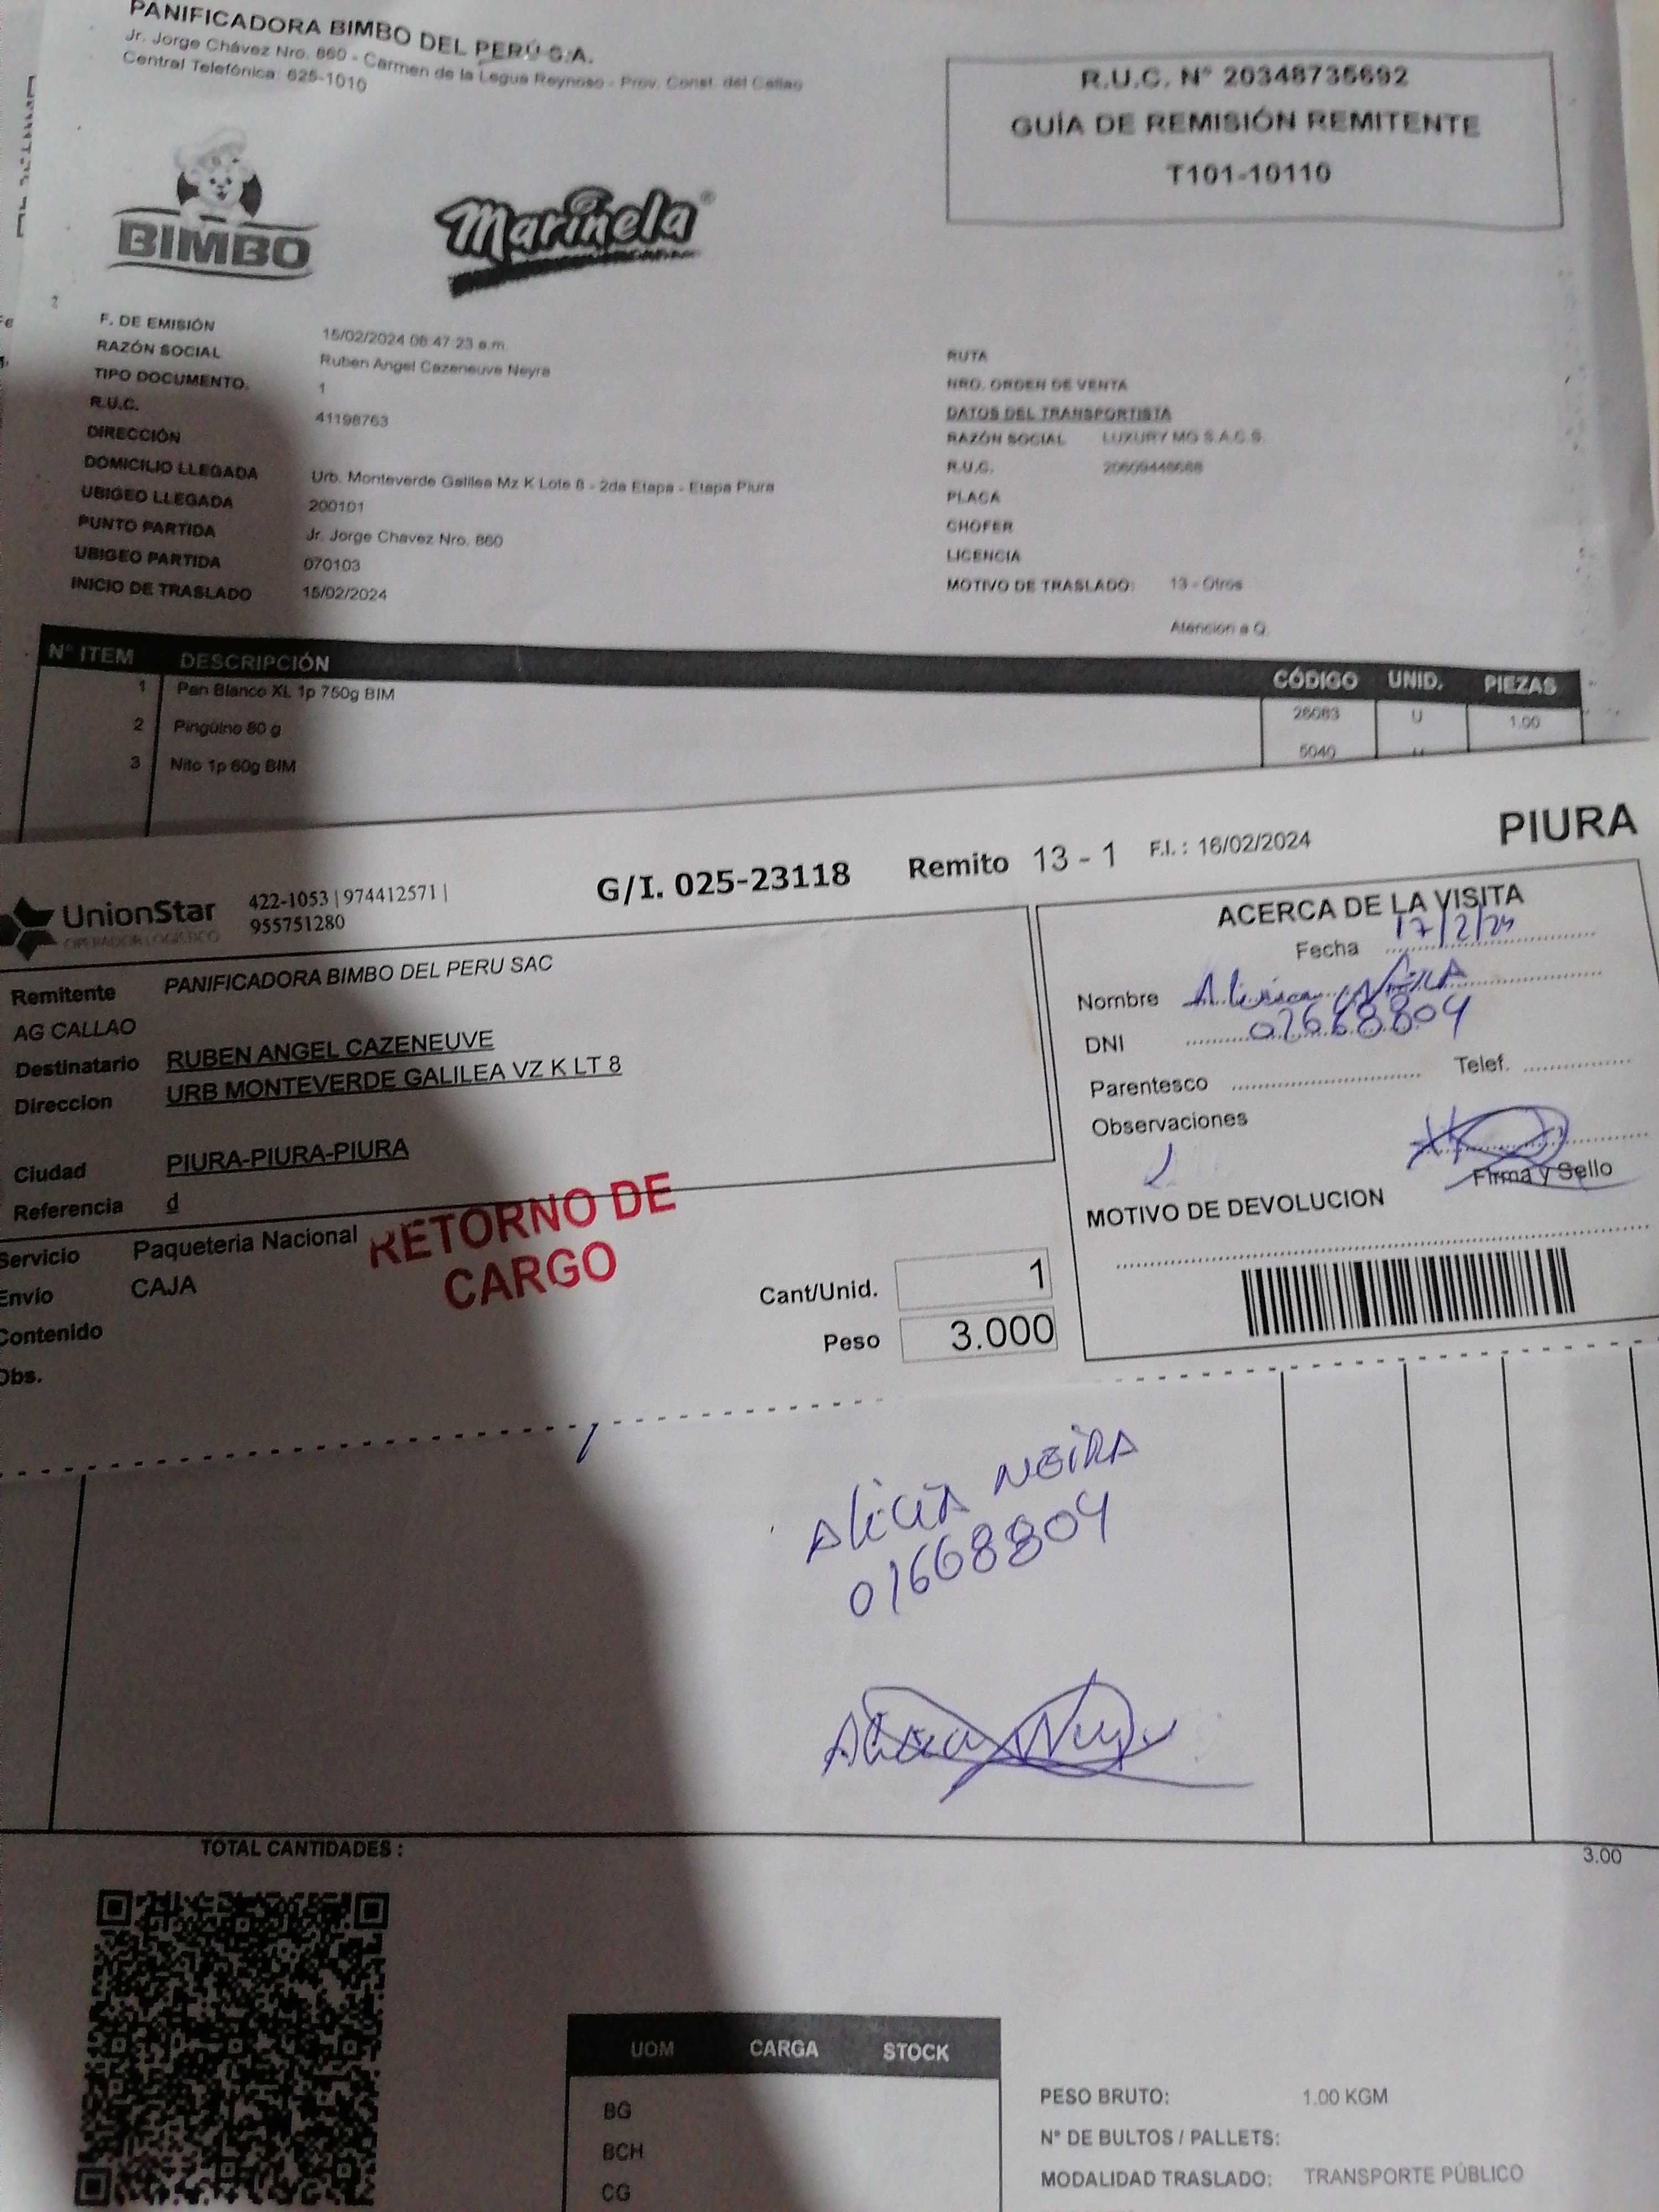 PANIFICADORA BIMBO DEL PERÚ S.A.
Jr. Jorge Chávez Nro. 860 - Carmen de la Legua Reynoso - Prov. Const. del Callao
Central Telefónica: 625-1010
BIMBO
Marinela®
R.U.C. N° 20348735692
GUÍA DE REMISIÓN REMITENTE
T101-10110
F. DE EMISIÓN 15/02/2024 08:47:23 a.m.
RAZÓN SOCIAL Ruben Angel Cazeneuve Neyra
TIPO DOCUMENTO. 1
R.U.C. 41198763
DIRECCIÓN
DOMICILIO LLEGADA Urb. Monteverde Galilea Mz K Lote 8 - 2da Etapa - Etapa Piura
UBIGEO LLEGADA 200101
PUNTO PARTIDA Jr. Jorge Chavez Nro. 860
UBIGEO PARTIDA 070103
INICIO DE TRASLADO 15/02/2024
RUTA
NRO. ORDEN DE VENTA
DATOS DEL TRANSPORTISTA
RAZÓN SOCIAL LUXURY MG S.A.C.S.
R.U.C.
PLACA
CHOFER
LICENCIA
MOTIVO DE TRASLADO: 13 - Otros
Atencion a Q.
N° ITEM DESCRIPCIÓN CÓDIGO UNID. PIEZAS
1 Pan Blanco XL 1p 750g BIM 26083 U 1.00
2 Pingüino 80 g 5040
3 Nito 1p 60g BIM
UnionStar
OPERADOR LOGISTICO
422-1053 | 974412571 |
955751280
G/I. 025-23118 Remito 13 - 1 F.I. : 16/02/2024 PIURA
Remitente PANIFICADORA BIMBO DEL PERU SAC
AG CALLAO
Destinatario RUBEN ANGEL CAZENEUVE
Direccion URB MONTEVERDE GALILEA VZ K LT 8
Ciudad PIURA-PIURA-PIURA
Referencia d
Servicio Paqueteria Nacional
Envío CAJA
Contenido
Obs.
RETORNO DE
CARGO
Cant/Unid. 1
Peso 3.000
ACERCA DE LA VISITA
Fecha 17/2/24
Nombre Alicia Neira
DNI 02668804
Parentesco Telef.
Observaciones
Firma y Sello
MOTIVO DE DEVOLUCION
Alicia NEiRA
02668804
TOTAL CANTIDADES : 3.00
UOM CARGA STOCK
BG
BCH
CG
PESO BRUTO: 1.00 KGM
N° DE BULTOS / PALLETS:
MODALIDAD TRASLADO: TRANSPORTE PÚBLICO